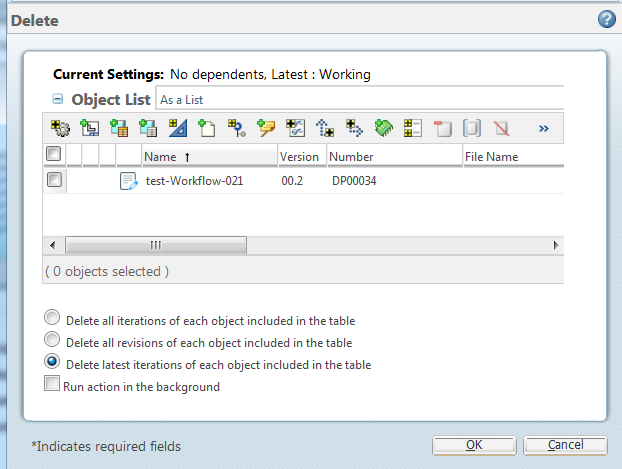 Delete
?
Current Settings: No dependents, Latest : Working
Object List As a List
»
Name Version Number File Name
test-Workflow-021 00.2 DP00034
( 0 objects selected )
Delete all iterations of each object included in the table
Delete all revisions of each object included in the table
Delete latest iterations of each object included in the table
Run action in the background
*Indicates required fields
OK Cancel